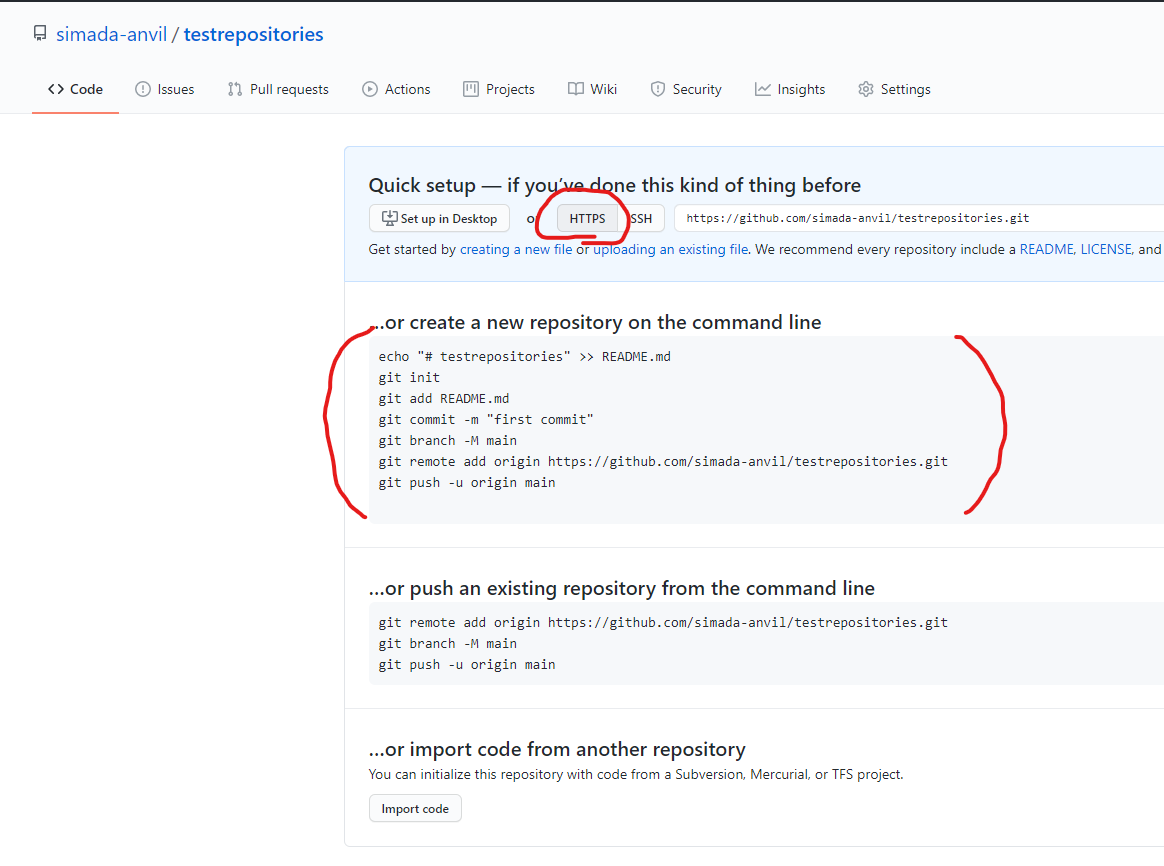 simada-anvil / testrepositories
Code Issues Pull requests Actions Projects Wiki Security Insights Settings
Quick setup — if you've done this kind of thing before
Set up in Desktop or HTTPS SSH https://github.com/simada-anvil/testrepositories.git
Get started by creating a new file or uploading an existing file. We recommend every repository include a README, LICENSE, and
...or create a new repository on the command line
echo "# testrepositories" >> README.md
git init
git add README.md
git commit -m "first commit"
git branch -M main
git remote add origin https://github.com/simada-anvil/testrepositories.git
git push -u origin main
...or push an existing repository from the command line
git remote add origin https://github.com/simada-anvil/testrepositories.git
git branch -M main
git push -u origin main
...or import code from another repository
You can initialize this repository with code from a Subversion, Mercurial, or TFS project.
Import code